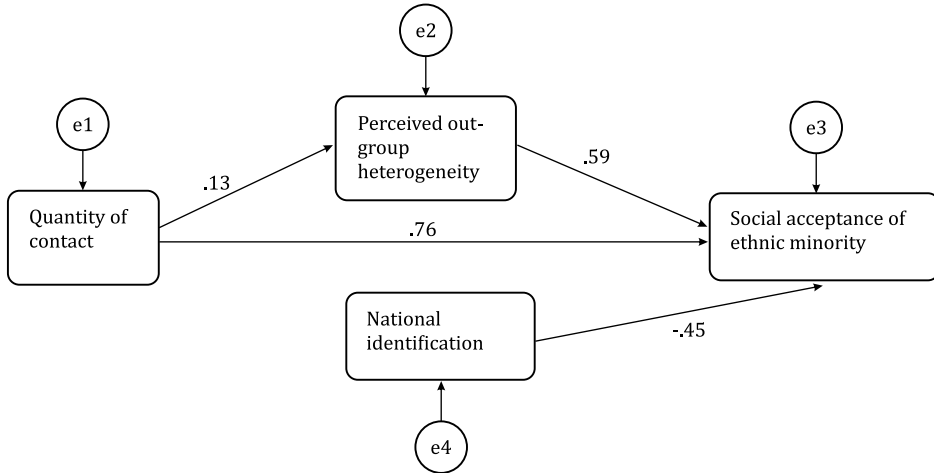 e2
e1
Perceived out-
group
heterogeneity
e3
.13
.59
Quantity of
contact
.76
Social acceptance of
ethnic minority
National
identification
-.45
e4